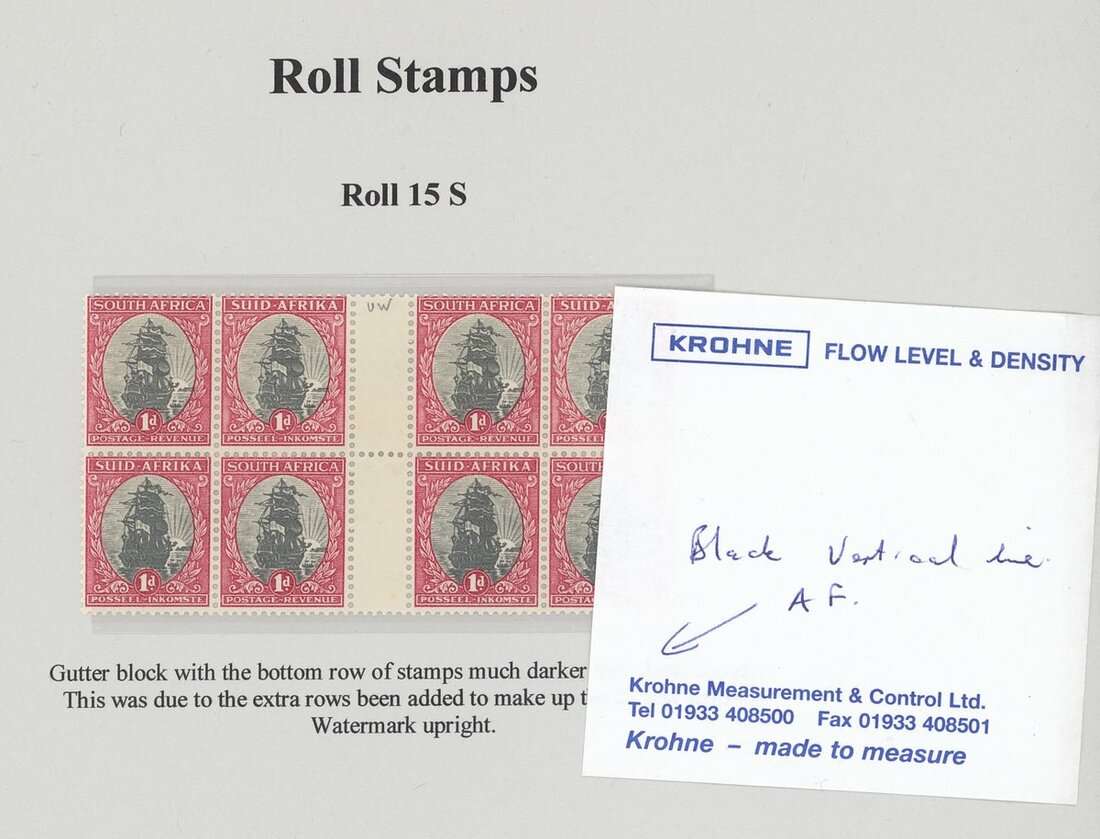 Roll Stamps
Roll 15 S
SOUTH AFRICA SUID-AFRIKA UW SOUTH AFRICA SUID-A
1d 1d 1d
POSTAGE-REVENUE POSSEEL-INKOMSTE POSTAGE-REVENUE POSSEE
SUID-AFRIKA SOUTH AFRICA SUID-AFRIKA SOUTH
1d 1d 1d
POSSEEL-INKOMSTE POSTAGE-REVENUE POSSEEL-INKOMSTE POSTA
KROHNE FLOW LEVEL & DENSITY
Black Vertical line.
A F.
Krohne Measurement & Control Ltd.
Tel 01933 408500 Fax 01933 408501
Krohne – made to measure
Gutter block with the bottom row of stamps much darker
This was due to the extra rows been added to make up t
Watermark upright.